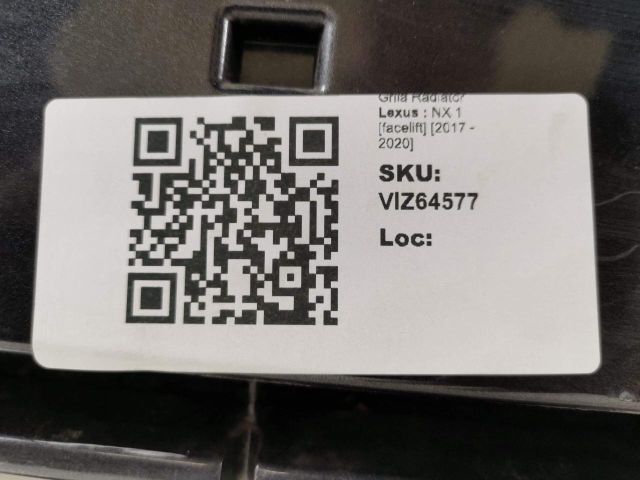 Grila Radiator
Lexus : NX 1
[facelift] [2017 -
2020]
SKU:
VIZ64577
Loc: